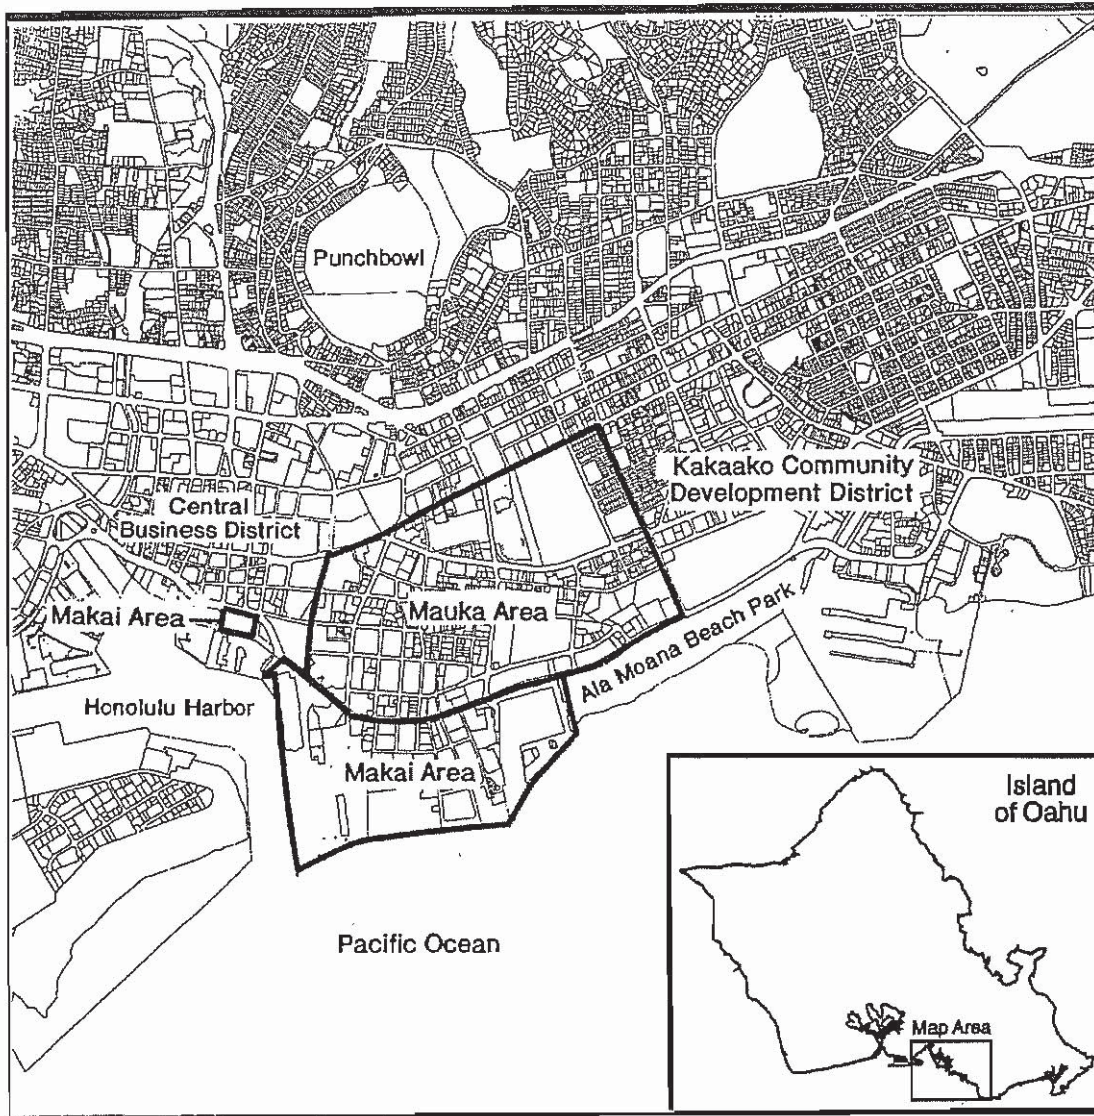 Punchbowl
Kakaako Community
Development District
Central
Business District
Makai Area
Mauka Area
Ala Moana Beach Park
Honolulu Harbor
Makai Area
Pacific Ocean
Island
of Oahu
Map Area